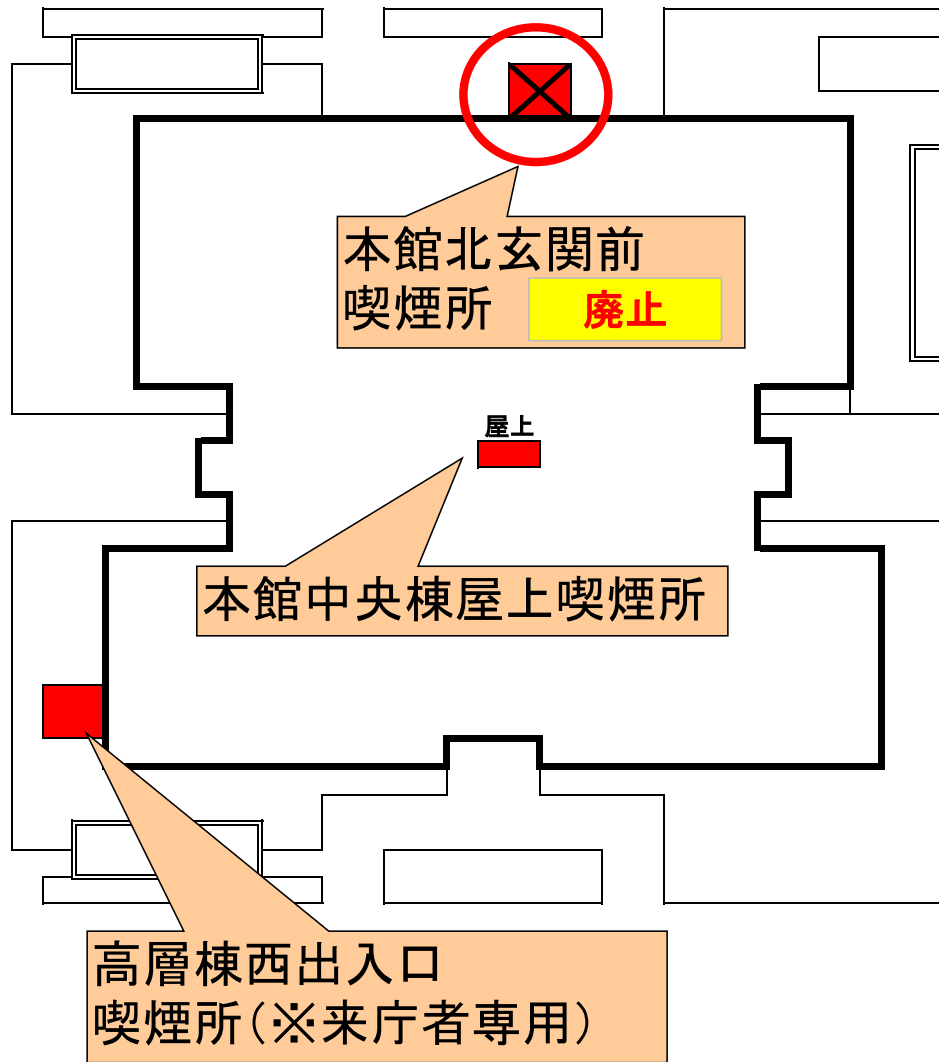 本館北玄関前
喫煙所 廃止
屋上
本館中央棟屋上喫煙所
高層棟西出入口
喫煙所(※来庁者専用)